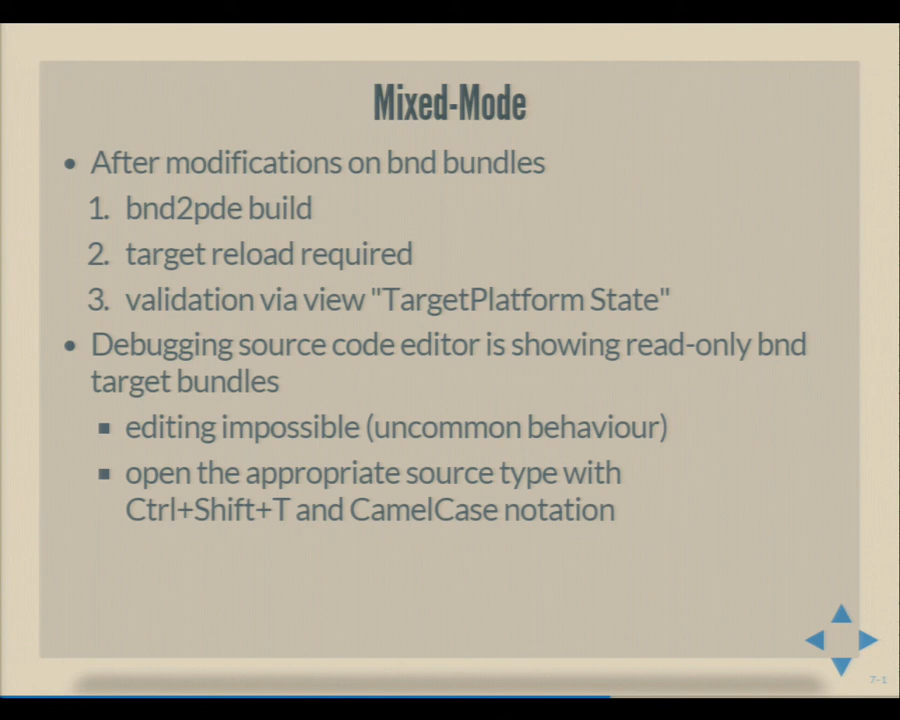 Mixed-Mode
• After modifications on bnd bundles
1. bnd2pde build
2. target reload required
3. validation via view "TargetPlatform State"
• Debugging source code editor is showing read-only bnd
target bundles
▪ editing impossible (uncommon behaviour)
▪ open the appropriate source type with
Ctrl+Shift+T and CamelCase notation
7-1